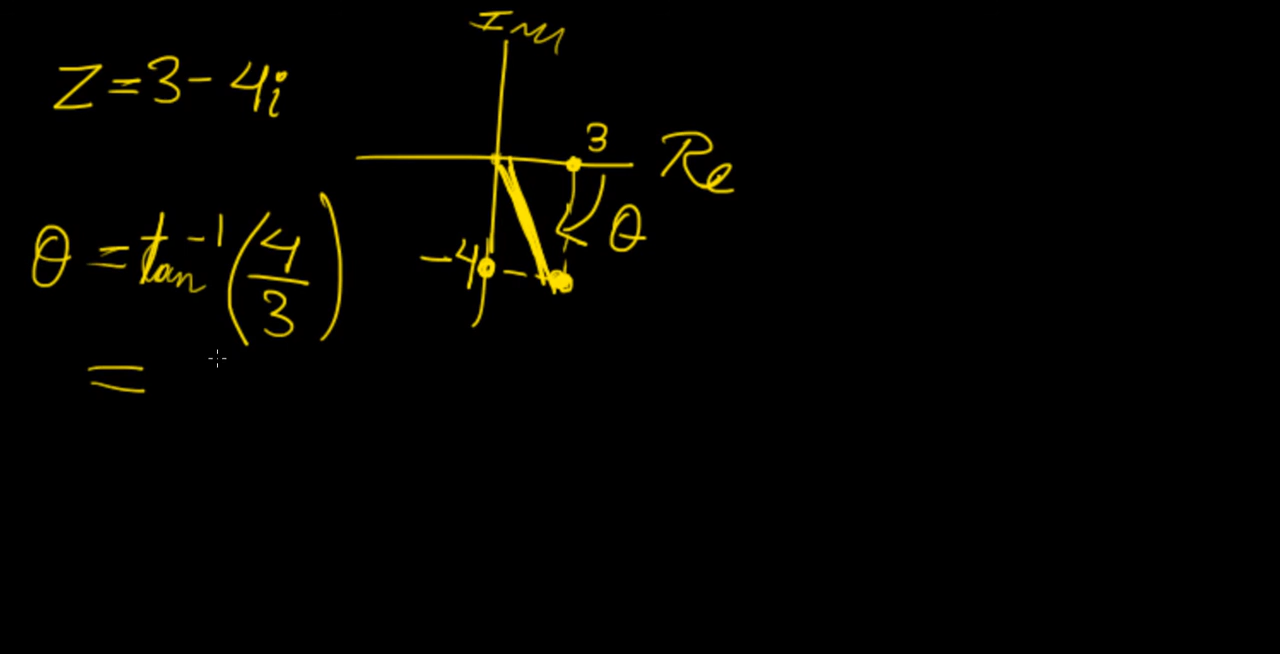 Im
Z=3-4i
3
Re
θ = tan⁻¹(4/3)
-4
θ
=